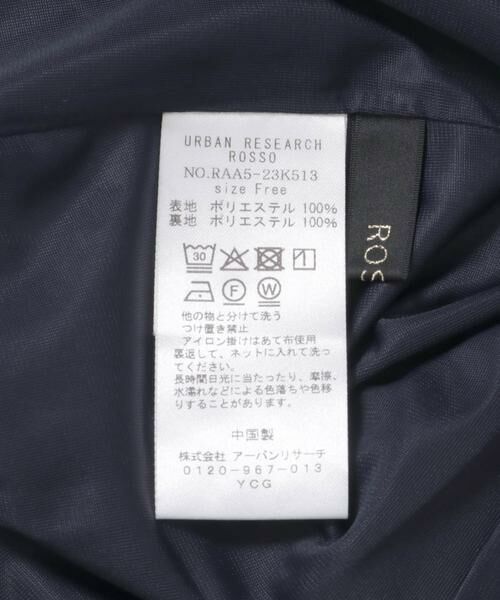 URBAN RESEARCH
ROSSO
NO.RAA5-23K513
size Free
表地 ポリエステル 100%
裏地 ポリエステル 100%
30
F W
他の物と分けて洗う
つけ置き禁止
アイロン掛けはあて布使用
裏返して、ネットに入れて洗っ
てください。
長時間日光に当たったり、摩擦、
水濡れなどによる色落ちや色移
りすることがあります。
中国製
株式会社 アーバンリサーチ
0120-967-013
YCG
ROS